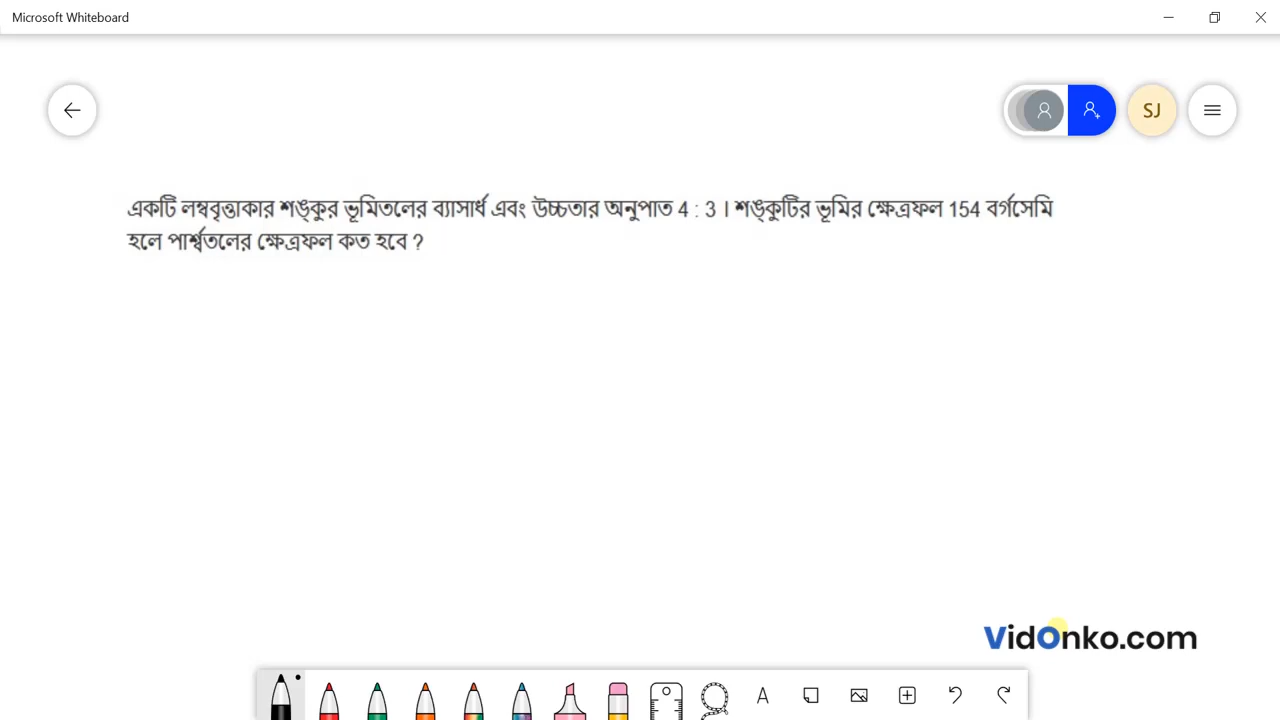 Microsoft Whiteboard
SJ
একটি লম্ববৃত্তাকার শঙ্কুর ভূমিতলের ব্যাসার্ধ এবং উচ্চতার অনুপাত 4 : 3 । শঙ্কুটির ভূমির ক্ষেত্রফল 154 বর্গসেমি
হলে পার্শ্বতলের ক্ষেত্রফল কত হবে ?
VidOnko.com
A